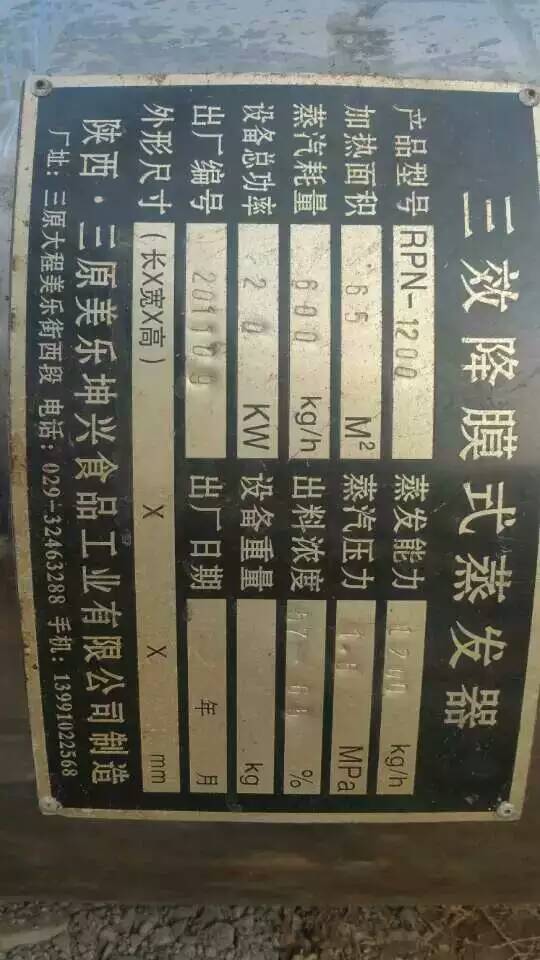 三效降膜式蒸发器
产品型号 RPN-1200 蒸发能力 1200 kg/h
加热面积 65 M² 蒸汽压力 MPa
蒸汽耗量 600 kg/h 出料浓度 %
设备总功率 20 KW 设备重量 kg
出厂编号 201109 出厂日期 年 月
外形尺寸 (长X宽X高) X X mm
陕西·三原美乐坤兴食品工业有限公司制造
厂址:三原大程美乐街西段 电话:029-32463288 手机:13991022568